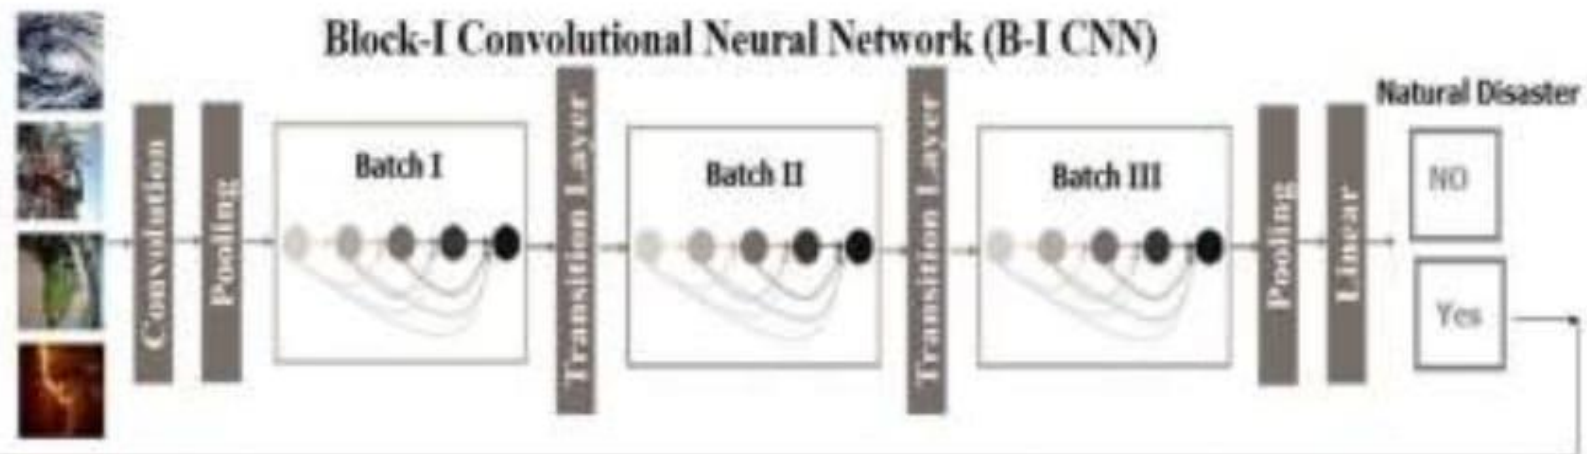 Block-I Convolutional Neural Network (B-I CNN)
Convolution
Pooling
Batch I
Transition Layer
Batch II
Transition Layer
Batch III
Pooling
Linear
Natural Disaster
NO
Yes